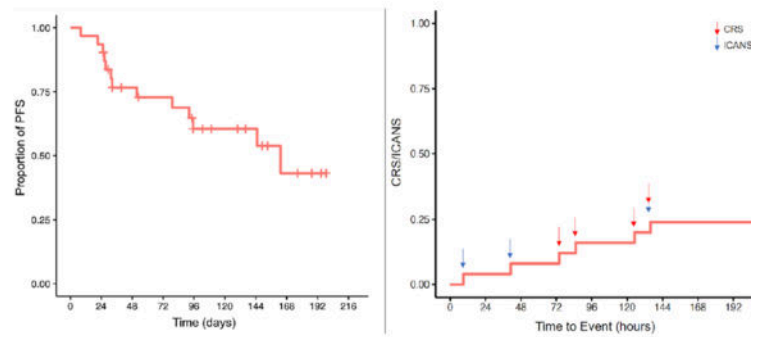 Proportion of PFS
1.00
0.75
0.50
0.25
0.00
0 24 48 72 96 120 144 168 192 216
Time (days)
CRS/ICANS
1.00
0.75
0.50
0.25
0.00
0 24 48 72 96 120 144 168 192
Time to Event (hours)
CRS
ICANS